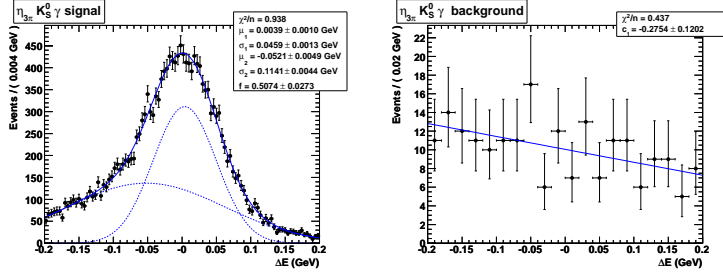 η3π K⁰S γ signal
χ²/n = 0.938
μ1 = 0.0039 ± 0.0010 GeV
σ1 = 0.0459 ± 0.0013 GeV
μ2 = -0.0521 ± 0.0049 GeV
σ2 = 0.1141 ± 0.0044 GeV
f = 0.5074 ± 0.0273
Events / ( 0.004 GeV )
450
400
350
300
250
200
150
100
50
0
-0.2 -0.15 -0.1 -0.05 -0 0.05 0.1 0.15 0.2
ΔE (GeV)
η3π K⁰S γ background
χ²/n = 0.437
c1 = -0.2754 ± 0.1202
Events / ( 0.02 GeV )
22
20
18
16
14
12
10
8
6
4
2
0
-0.2 -0.15 -0.1 -0.05 -0 0.05 0.1 0.15 0.2
ΔE (GeV)